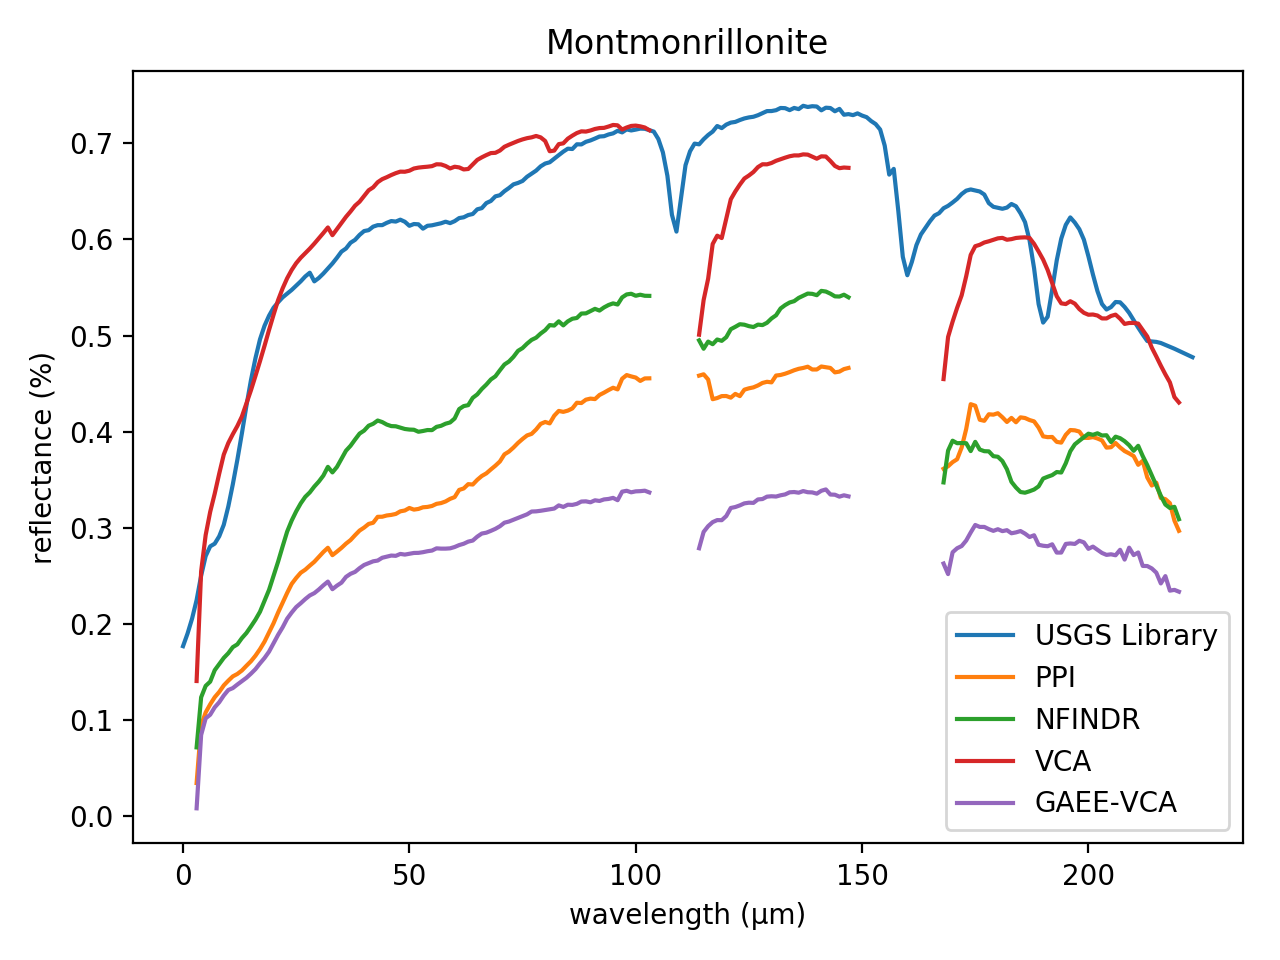 Montmonrillonite
0.7
0.6
0.5
0.4
0.3
0.2
0.1
0.0
reflectance (%)
0 50 100 150 200
wavelength (μm)
USGS Library
PPI
NFINDR
VCA
GAEE-VCA